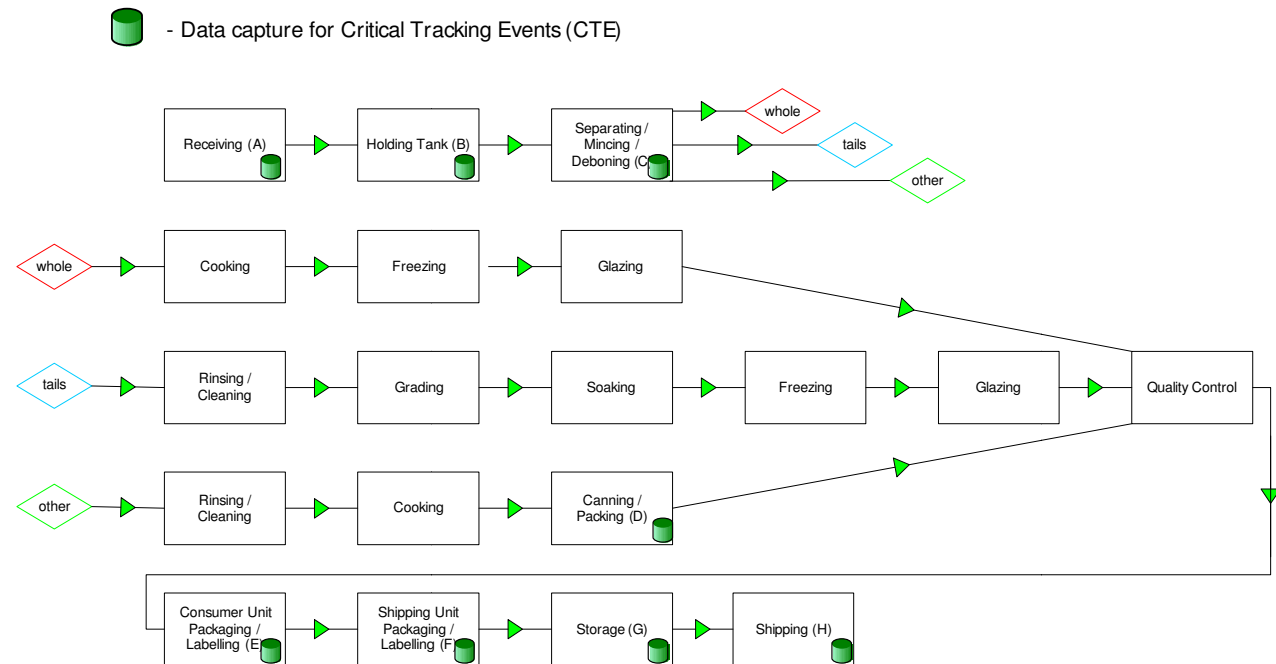 - Data capture for Critical Tracking Events (CTE)
Receiving (A)
Holding Tank (B)
Separating /
Mincing /
Deboning (C
whole
tails
other
whole
Cooking
Freezing
Glazing
tails
Rinsing /
Cleaning
Grading
Soaking
Freezing
Glazing
Quality Control
other
Rinsing /
Cleaning
Cooking
Canning /
Packing (D)
Consumer Unit
Packaging /
Labelling (E)
Shipping Unit
Packaging /
Labelling (F)
Storage (G)
Shipping (H)